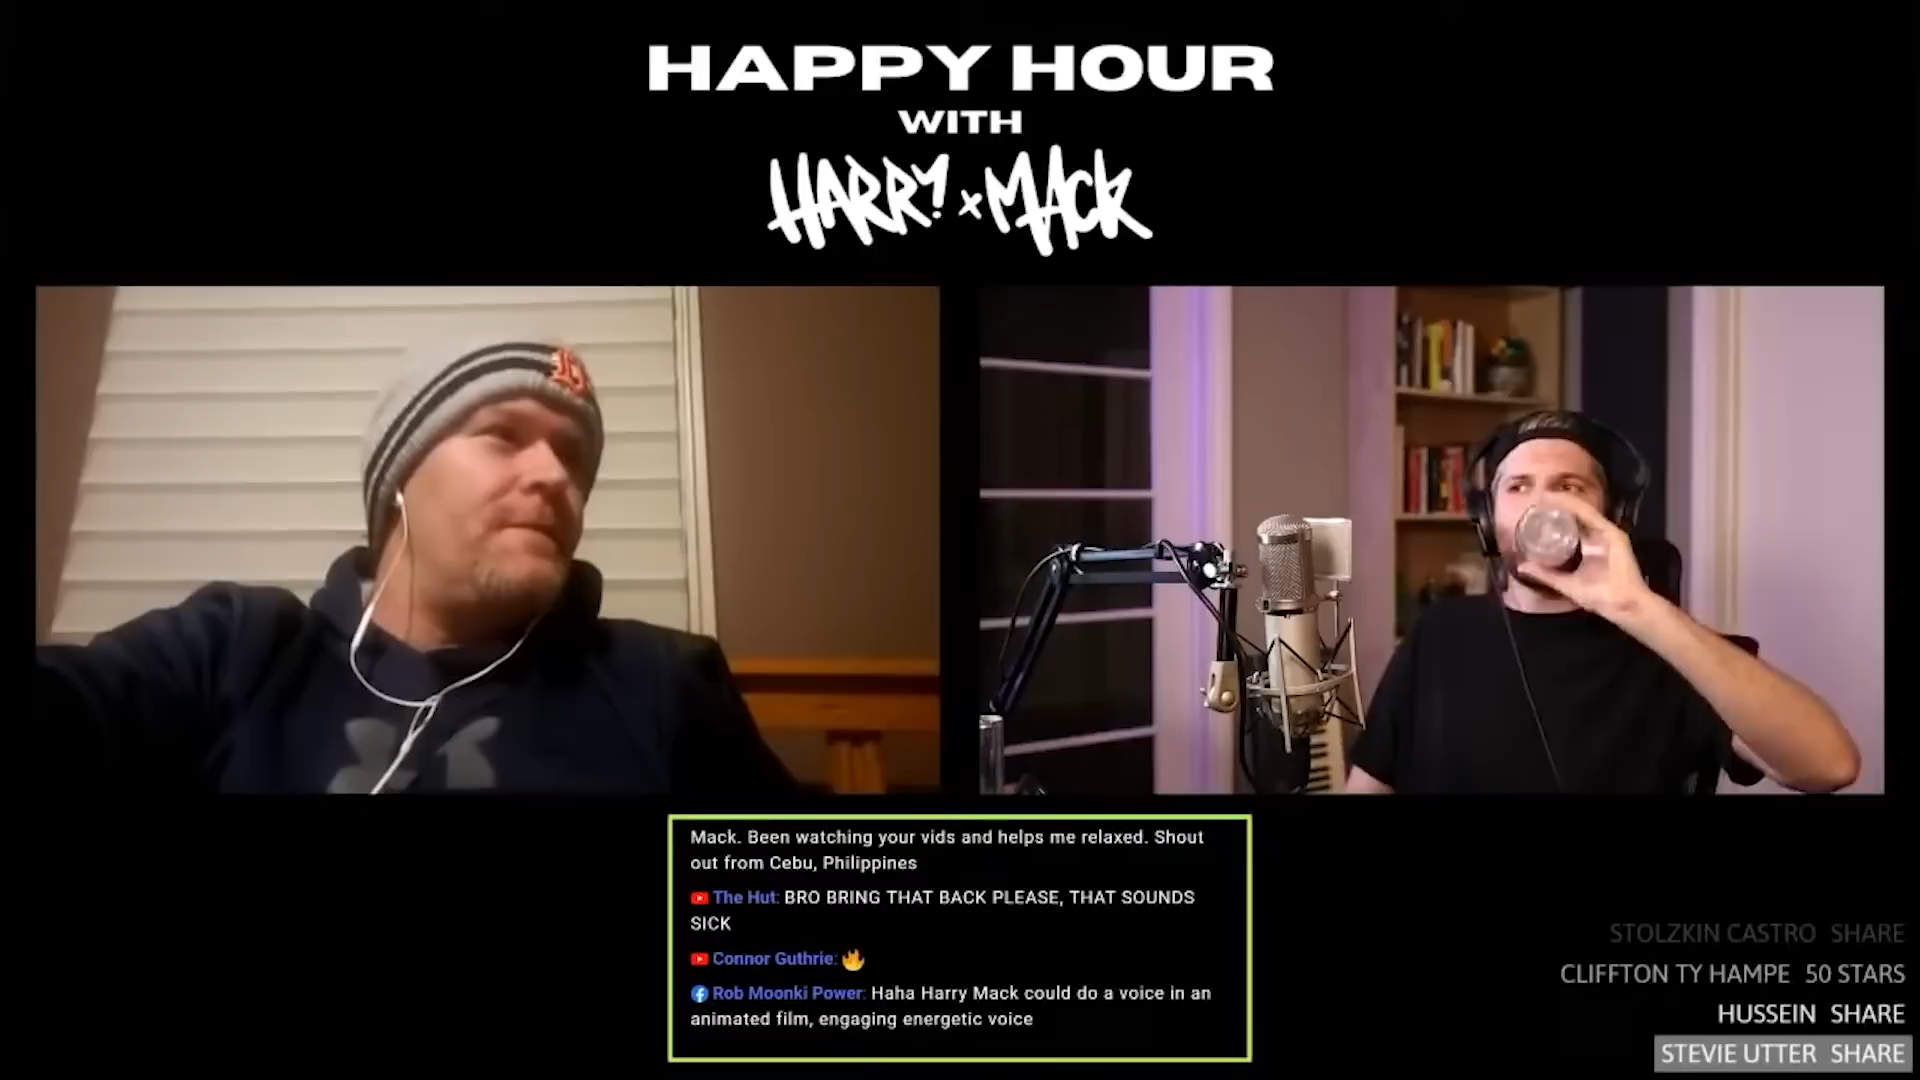 HAPPY HOUR
WITH
HARRY x MACK
Mack. Been watching your vids and helps me relaxed. Shout
out from Cebu, Philippines
The Hut: BRO BRING THAT BACK PLEASE, THAT SOUNDS
SICK
Connor Guthrie: 🔥
Rob Moonki Power: Haha Harry Mack could do a voice in an
animated film, engaging energetic voice
STOLZKIN CASTRO SHARE
CLIFFTON TY HAMPE 50 STARS
HUSSEIN SHARE
STEVIE UTTER SHARE